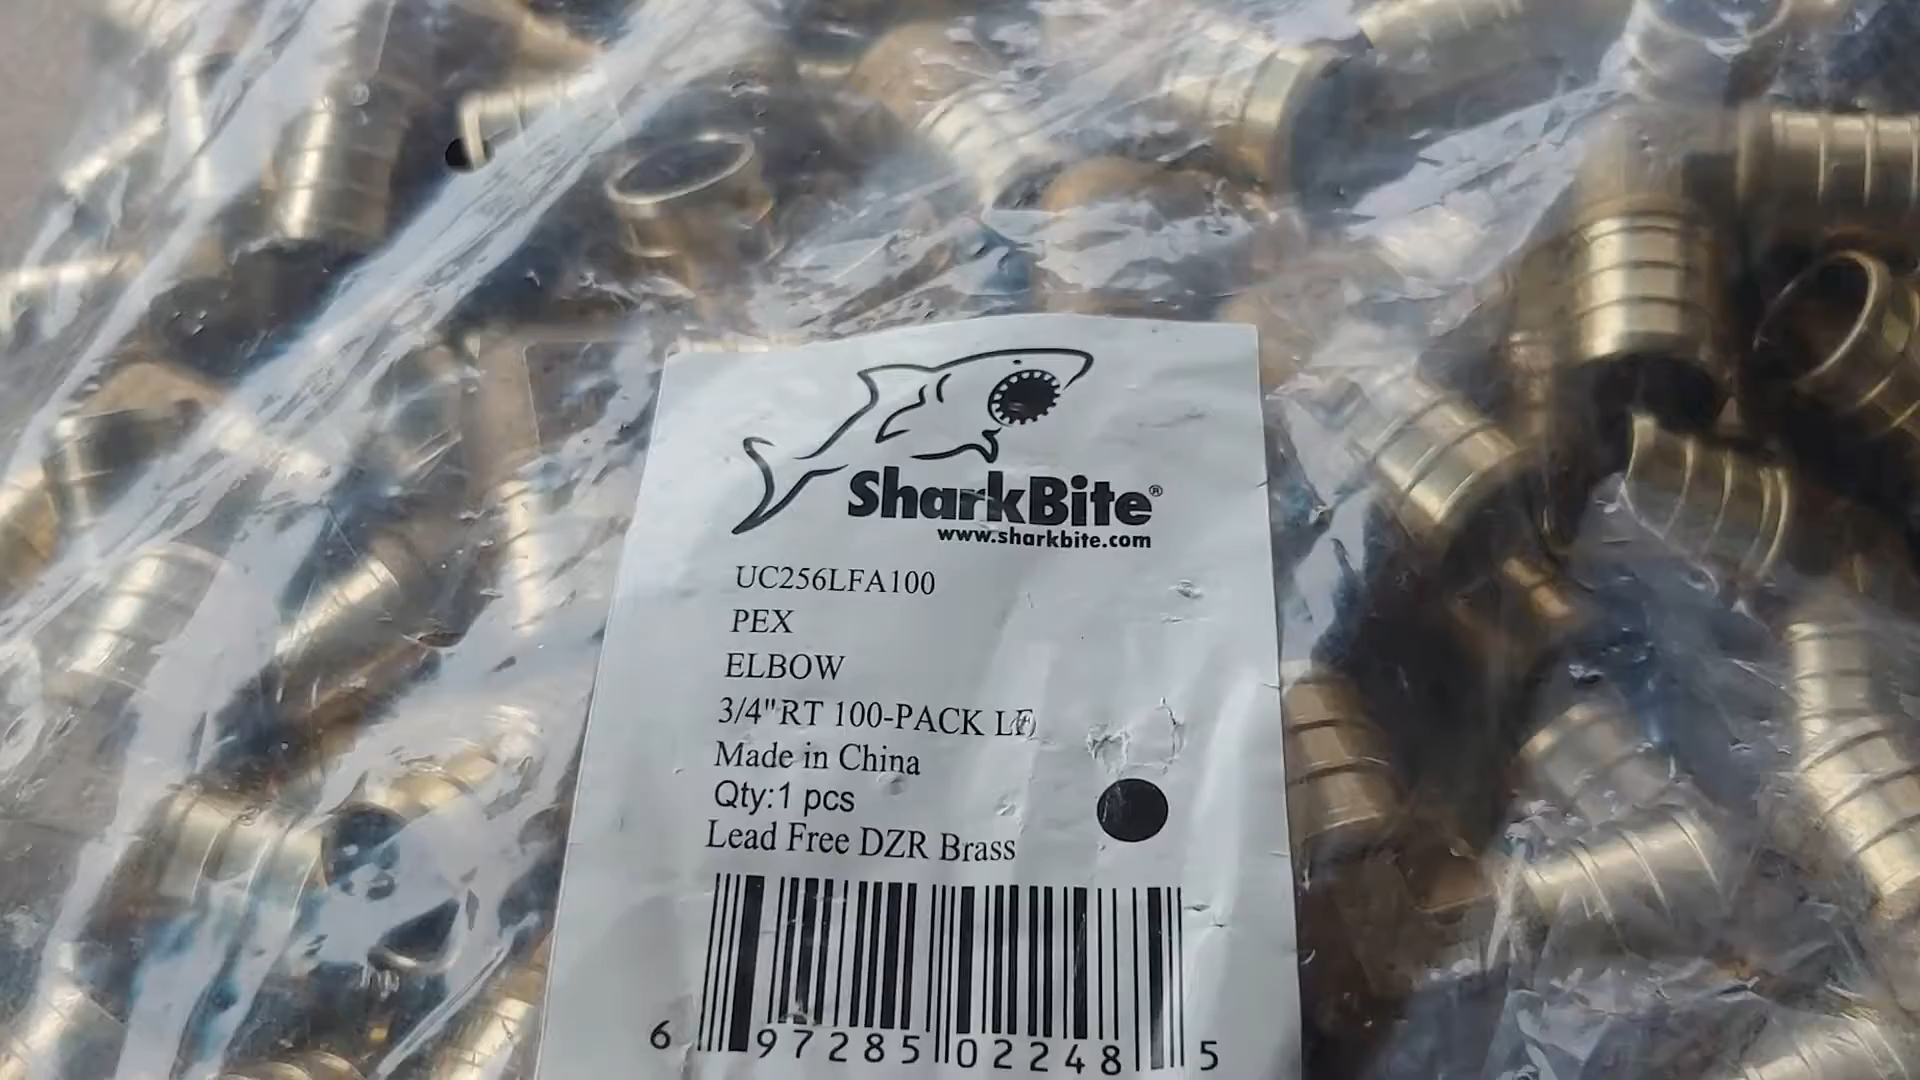 SharkBite®
www.sharkbite.com
UC256LFA100
PEX
ELBOW
3/4"RT 100-PACK LF
Made in China
Qty:1 pcs
Lead Free DZR Brass
6 97285 02248 5